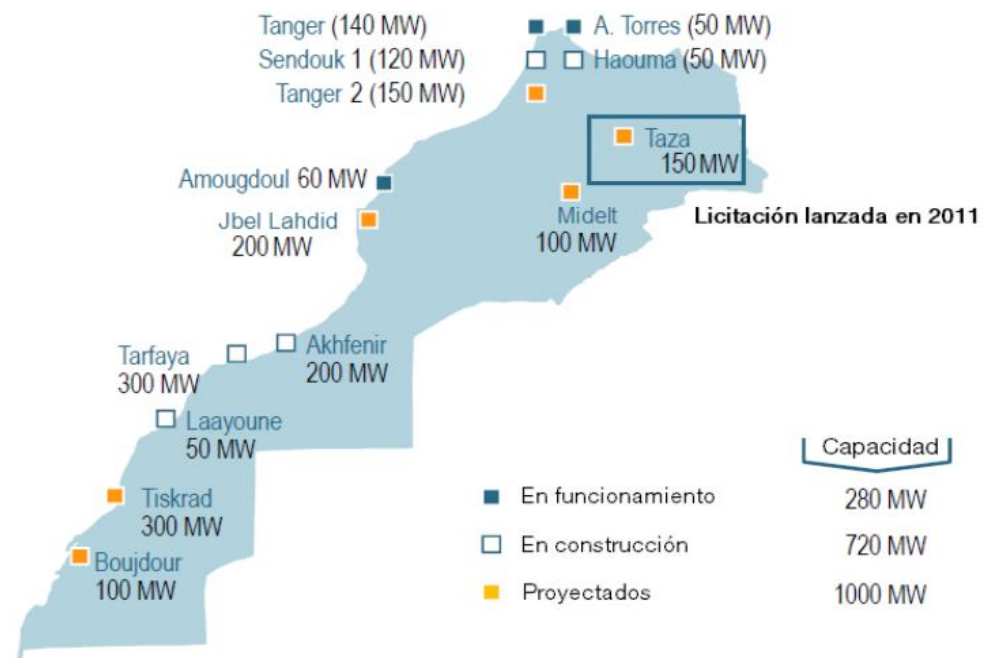 Tanger (140 MW)
A. Torres (50 MW)
Sendouk 1 (120 MW)
Haouma (50 MW)
Tanger 2 (150 MW)
Taza
150 MW
Amougdoul 60 MW
Jbel Lahdid
200 MW
Midelt
100 MW
Licitación lanzada en 2011
Tarfaya
300 MW
Akhfenir
200 MW
Laayoune
50 MW
Tiskrad
300 MW
Boujdour
100 MW
Capacidad
En funcionamiento 280 MW
En construcción 720 MW
Proyectados 1000 MW